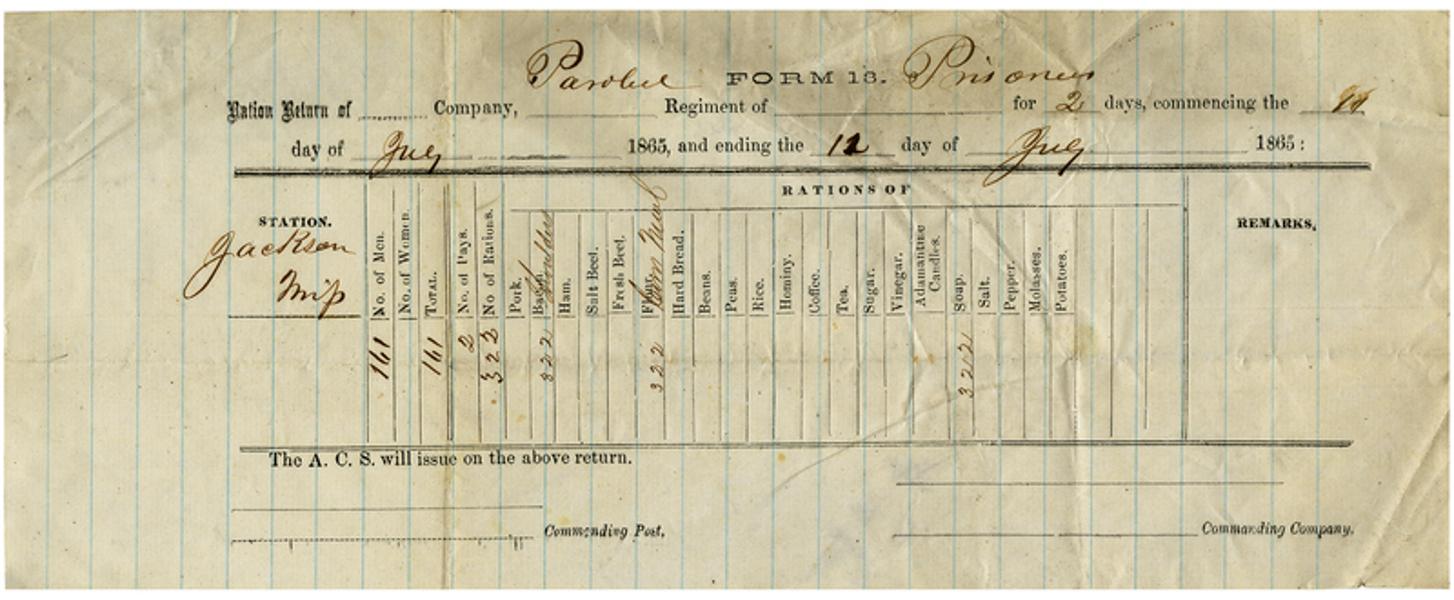 Paroled FORM 13. Prisoners
Ration Return of Company, Regiment of for 2 days, commencing the
day of July 1865, and ending the 12 day of July 1865:
RATIONS OF
STATION. REMARKS,
Jackson
Miss
No. of Men.
No. of Women.
TOTAL.
No. of Days.
No of Rations.
Pork.
Bacon. Shoulder
Ham.
Salt Beef.
Fresh Beef.
Flour. Corn Meal
Hard Bread.
Beans.
Peas.
Rice.
Hominy.
Coffee.
Tea.
Sugar.
Vinegar.
Adamantine
Candles.
Soap.
Salt.
Pepper.
Molasses.
Potatoes.
161 161 2 322 322 322 322
The A. C. S. will issue on the above return.
Commending Post, Commanding Company.